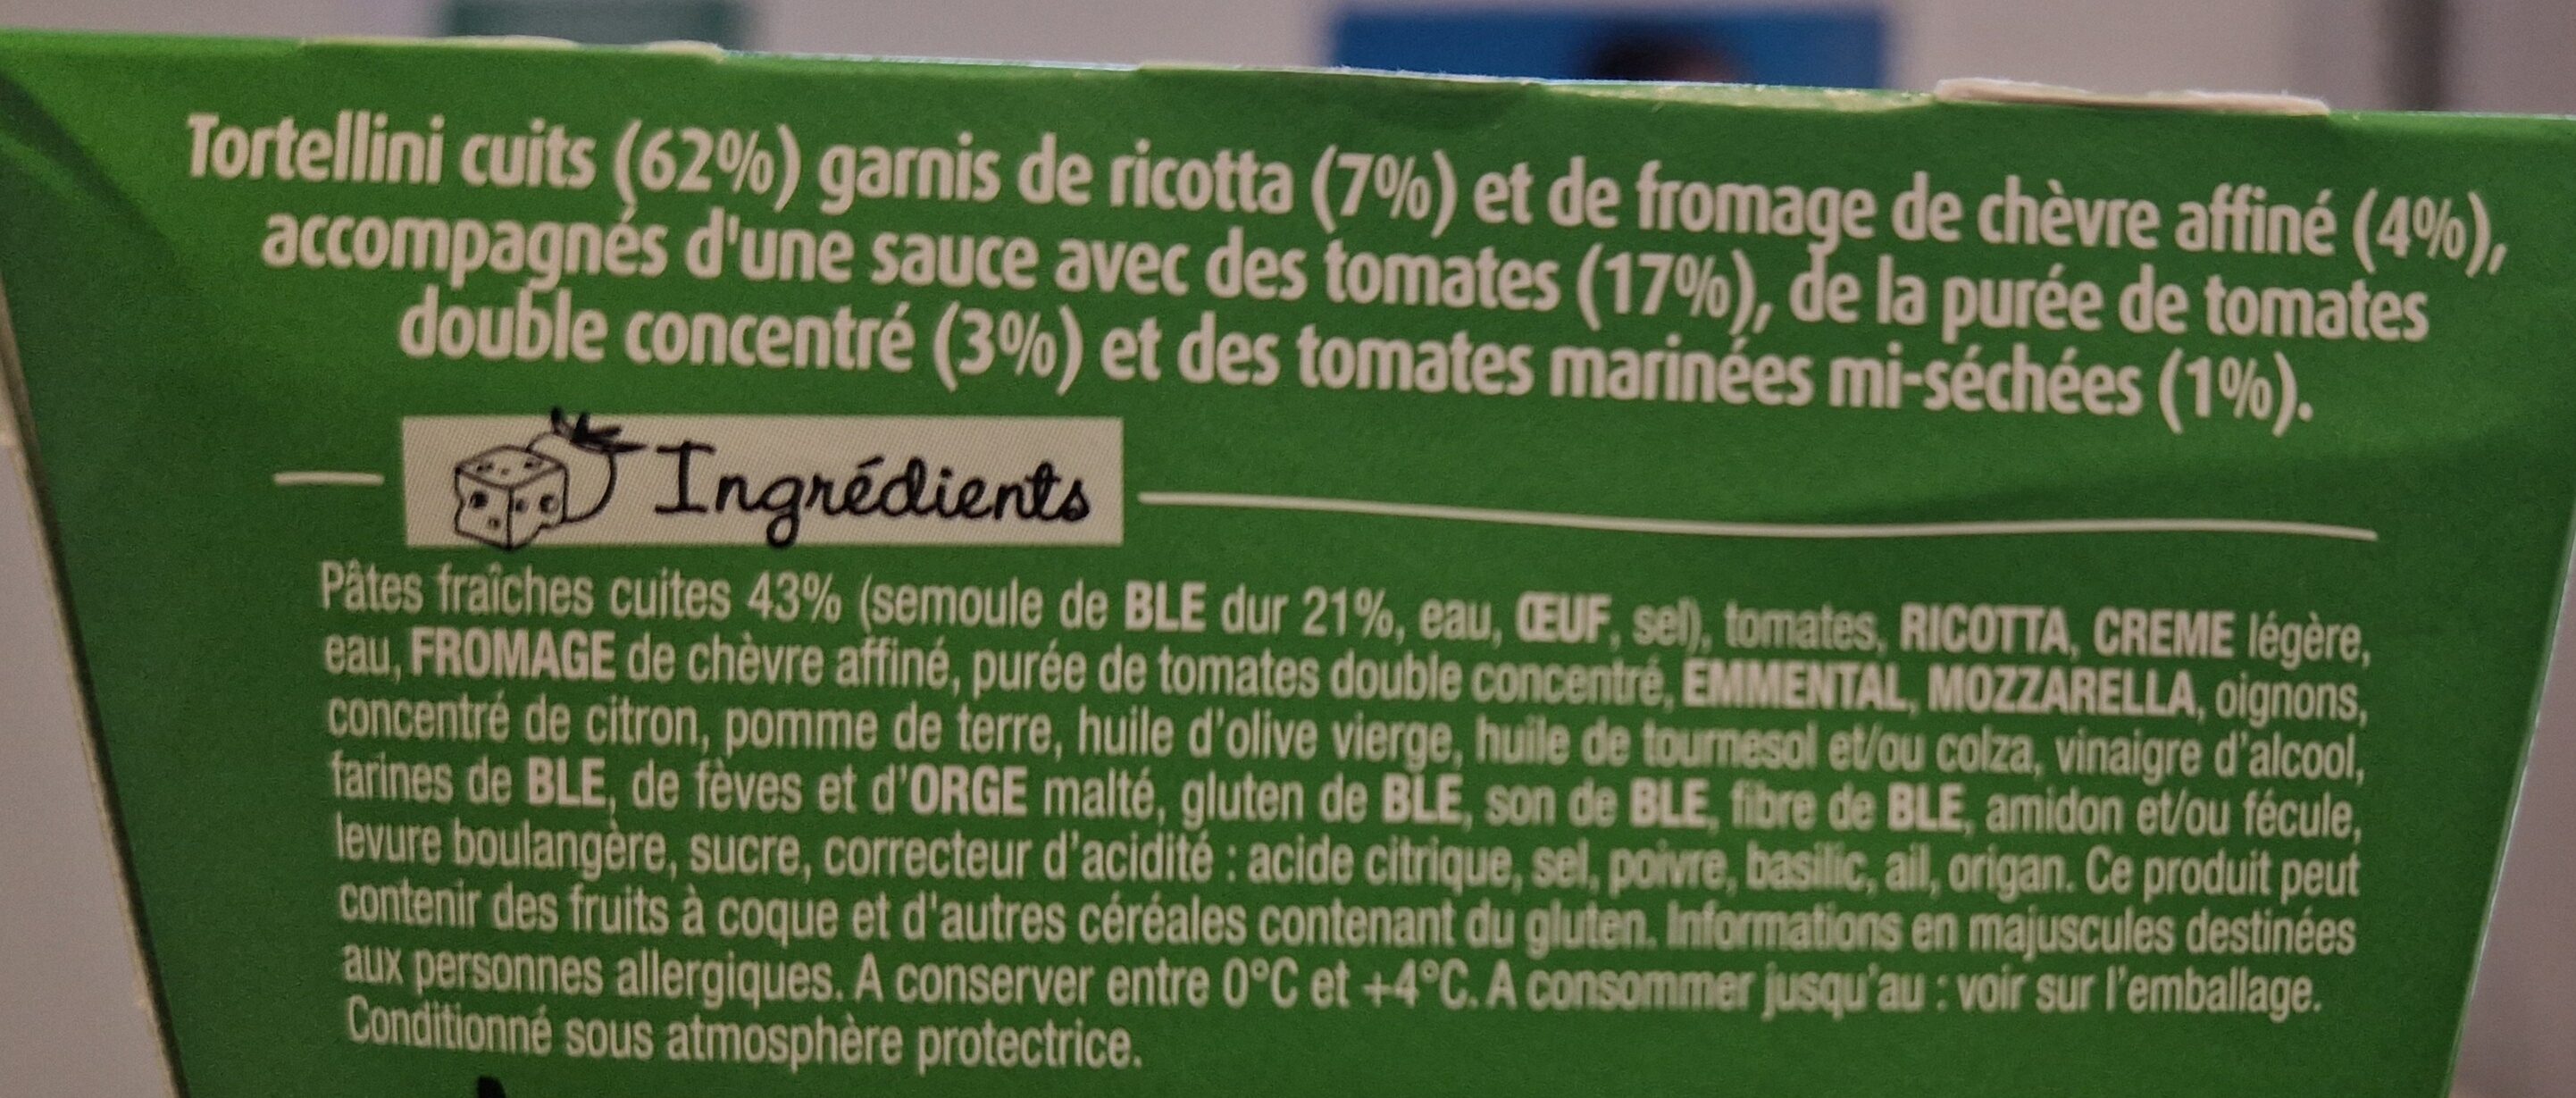 Tortellini cuits (62%) garnis de ricotta (7%) et de fromage de chèvre affiné (4%),
accompagnés d'une sauce avec des tomates (17%), de la purée de tomates
double concentré (3%) et des tomates marinées mi-séchées (1%).
Ingrédients
Pâtes fraîches cuites 43% (semoule de BLE dur 21%, eau, ŒUF, sel), tomates, RICOTTA, CREME légère,
eau, FROMAGE de chèvre affiné, purée de tomates double concentré, EMMENTAL, MOZZARELLA, oignons,
concentré de citron, pomme de terre, huile d'olive vierge, huile de tournesol et/ou colza, vinaigre d'alcool,
farines de BLE, de fèves et d'ORGE malté, gluten de BLE, son de BLE, fibre de BLE, amidon et/ou fécule,
levure boulangère, sucre, correcteur d'acidité : acide citrique, sel, poivre, basilic, ail, origan. Ce produit peut
contenir des fruits à coque et d'autres céréales contenant du gluten. Informations en majuscules destinées
aux personnes allergiques. A conserver entre 0°C et +4°C. A consommer jusqu'au : voir sur l'emballage.
Conditionné sous atmosphère protectrice.